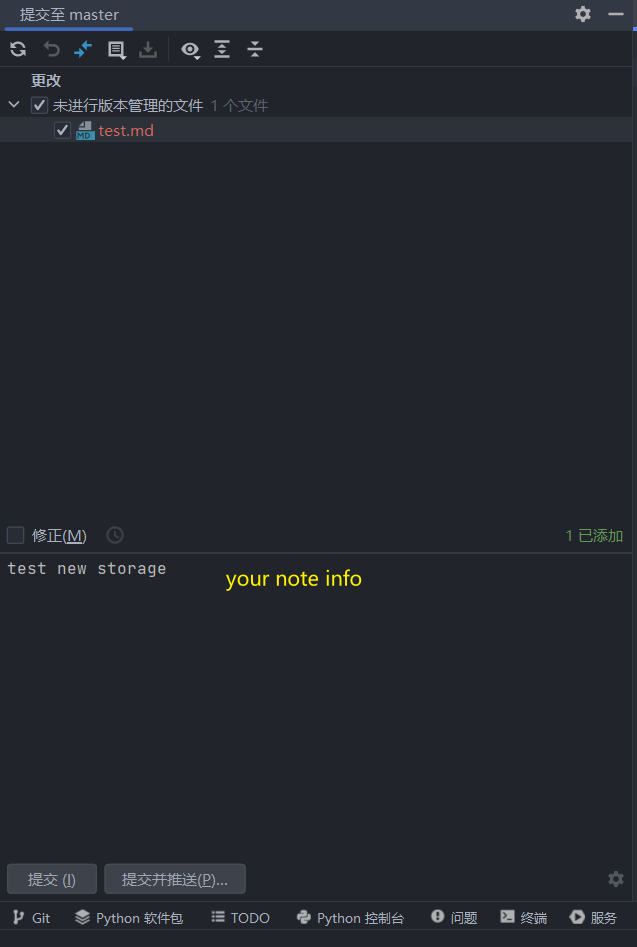 提交至 master
更改
未进行版本管理的文件 1 个文件
MD test.md
修正(M)
1 已添加
test new storage
your note info
提交 (I)
提交并推送(P)...
Git
Python 软件包
TODO
Python 控制台
问题
终端
服务